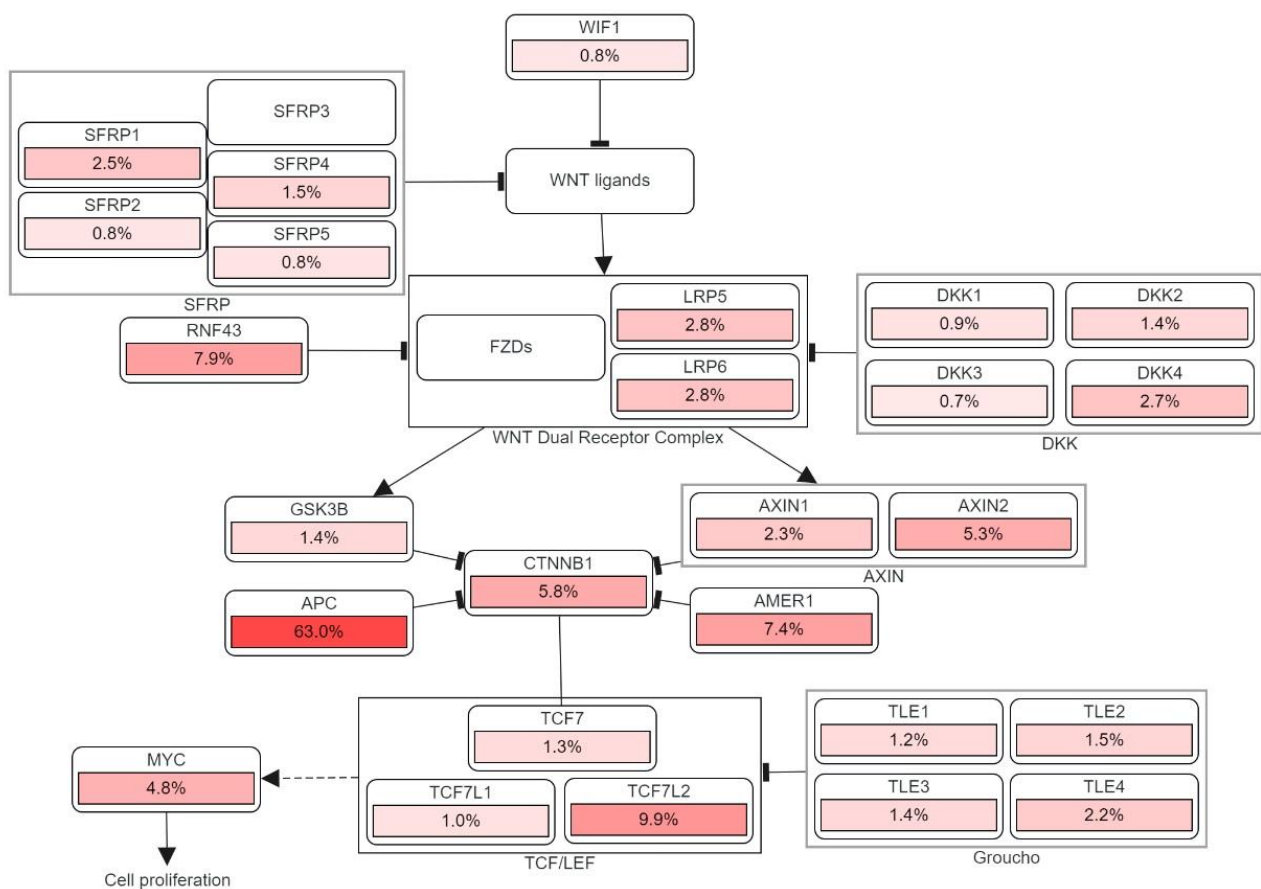 WIF1
0.8%
SFRP3
SFRP1
2.5%
SFRP4
1.5%
SFRP2
0.8%
SFRP5
0.8%
SFRP
WNT ligands
RNF43
7.9%
FZDs
LRP5
2.8%
LRP6
2.8%
WNT Dual Receptor Complex
DKK1
0.9%
DKK2
1.4%
DKK3
0.7%
DKK4
2.7%
DKK
GSK3B
1.4%
AXIN1
2.3%
AXIN2
5.3%
AXIN
CTNNB1
5.8%
APC
63.0%
AMER1
7.4%
TCF7
1.3%
TCF7L1
1.0%
TCF7L2
9.9%
TCF/LEF
TLE1
1.2%
TLE2
1.5%
TLE3
1.4%
TLE4
2.2%
Groucho
MYC
4.8%
Cell proliferation